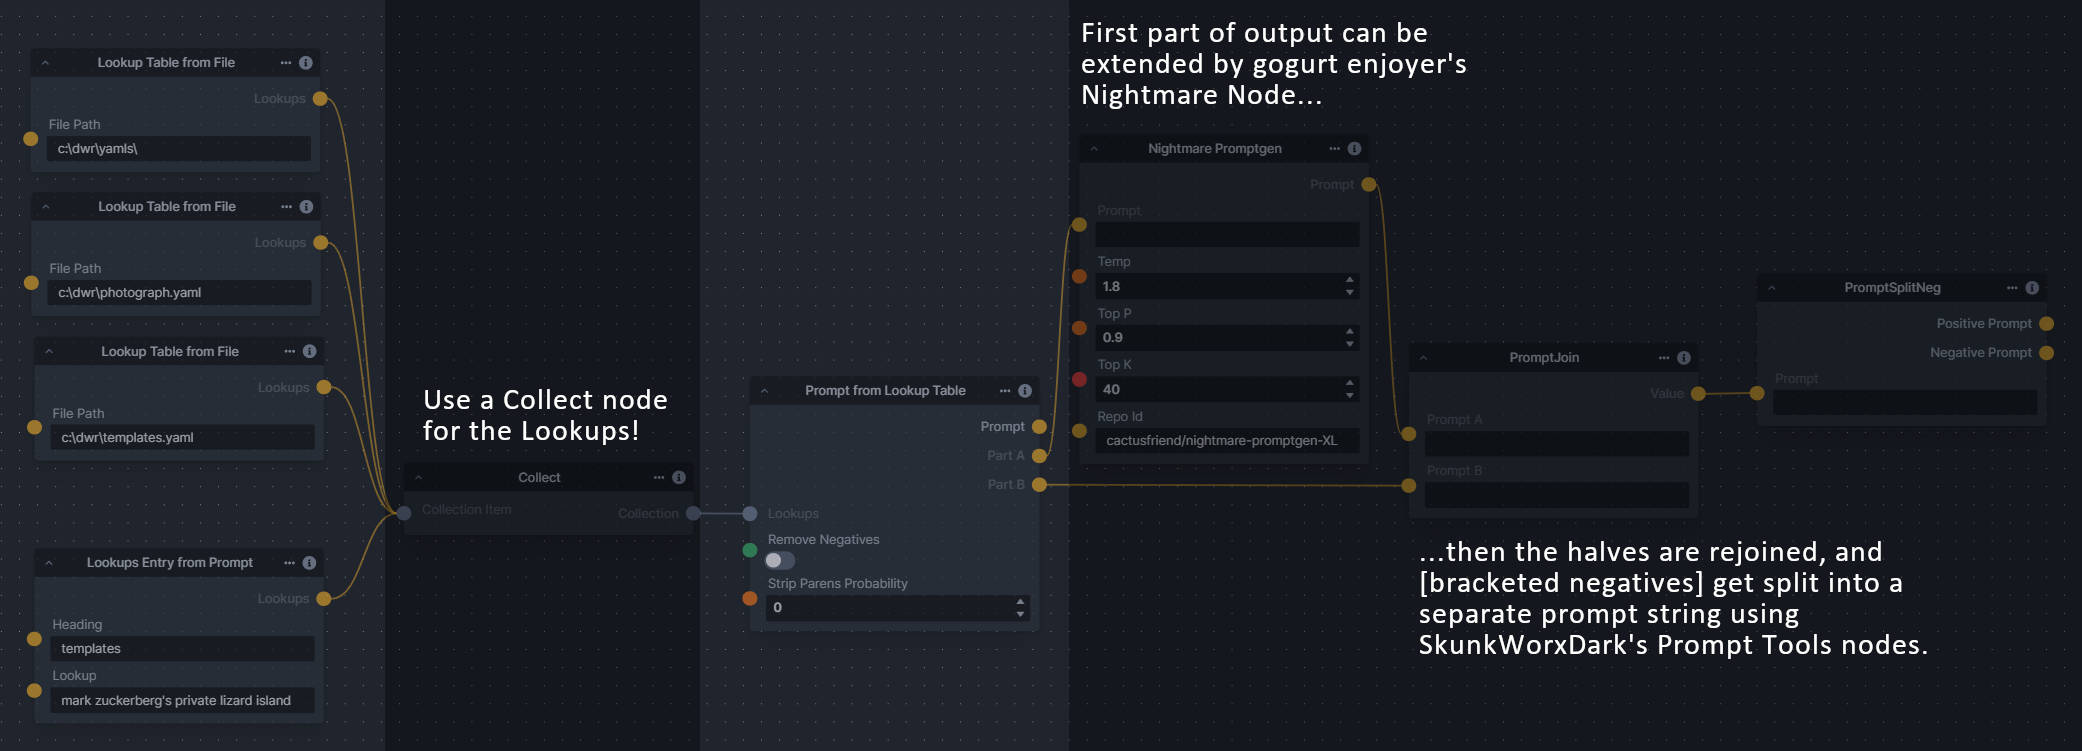 Lookup Table from File
Lookups
File Path
c:\dwr\yamls\
Lookup Table from File
Lookups
File Path
c:\dwr\photograph.yaml
Lookup Table from File
Lookups
File Path
c:\dwr\templates.yaml
Lookups Entry from Prompt
Lookups
Heading
templates
Lookup
mark zuckerberg's private lizard island
Use a Collect node
for the Lookups!
Collect
Collection Item
Collection
Prompt from Lookup Table
Prompt
Part A
Part B
Lookups
Remove Negatives
Strip Parens Probability
0
First part of output can be
extended by gogurt enjoyer's
Nightmare Node...
Nightmare Promptgen
Prompt
Prompt
Temp
1.8
Top P
0.9
Top K
40
Repo Id
cactusfriend/nightmare-promptgen-XL
PromptJoin
Value
Prompt A
Prompt B
PromptSplitNeg
Positive Prompt
Negative Prompt
Prompt
...then the halves are rejoined, and
[bracketed negatives] get split into a
separate prompt string using
SkunkWorxDark's Prompt Tools nodes.